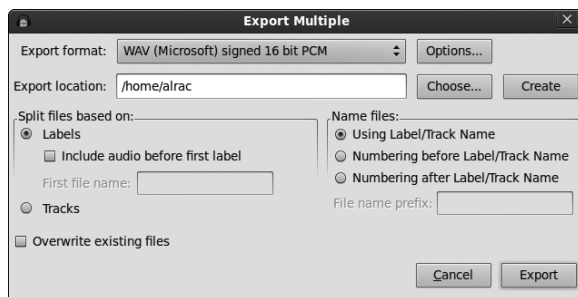 Export Multiple
Export format: WAV (Microsoft) signed 16 bit PCM Options...
Export location: /home/alrac Choose... Create
Split files based on:
Labels
Include audio before first label
First file name:
Tracks
Overwrite existing files
Name files:
Using Label/Track Name
Numbering before Label/Track Name
Numbering after Label/Track Name
File name prefix:
Cancel Export